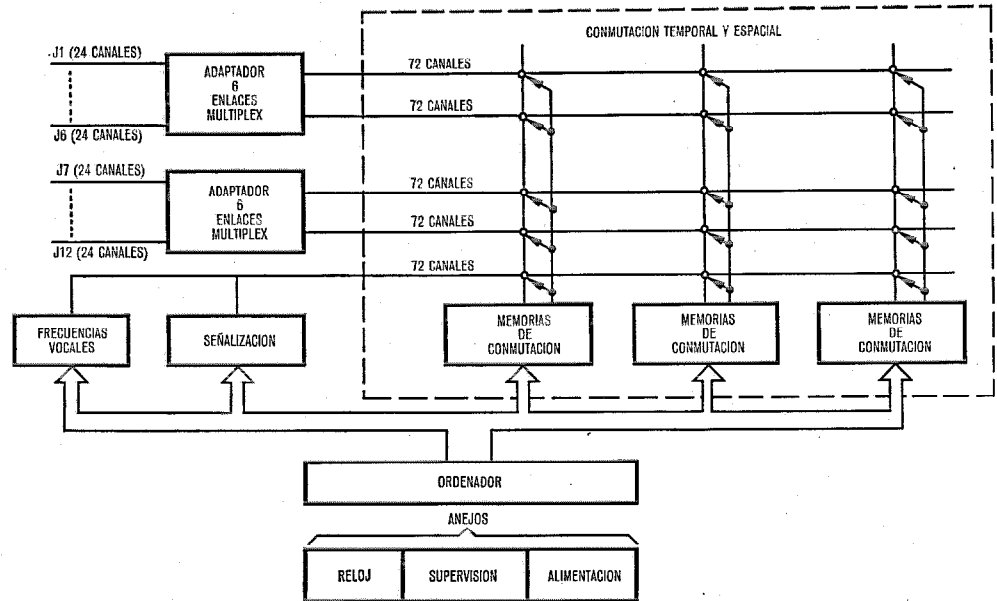 CONMUTACION TEMPORAL Y ESPACIAL
J1 (24 CANALES)
ADAPTADOR
6
ENLACES
MULTIPLEX
72 CANALES
72 CANALES
J6 (24 CANALES)
J7 (24 CANALES)
ADAPTADOR
6
ENLACES
MULTIPLEX
72 CANALES
72 CANALES
J12 (24 CANALES)
72 CANALES
FRECUENCIAS
VOCALES
SEÑALIZACION
MEMORIAS
DE
CONMUTACION
MEMORIAS
DE
CONMUTACION
MEMORIAS
DE
CONMUTACION
ORDENADOR
ANEJOS
RELOJ
SUPERVISION
ALIMENTACION